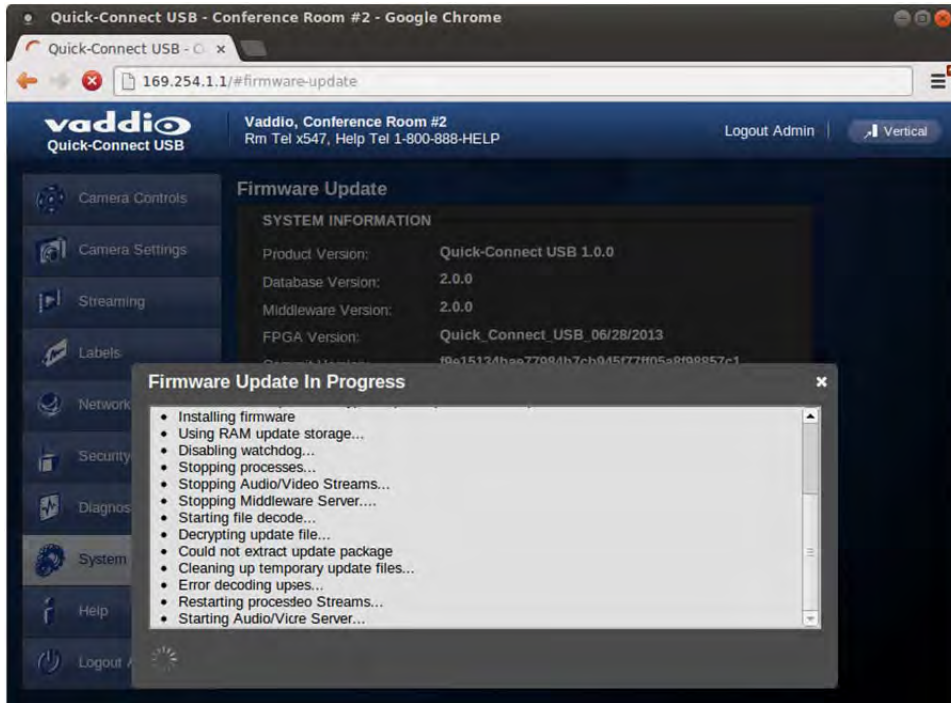 Quick-Connect USB - Conference Room #2 - Google Chrome
Quick-Connect USB - C
169.254.1.1/#firmware-update
vaddio
Quick-Connect USB
Vaddio, Conference Room #2
Rm Tel x547, Help Tel 1-800-888-HELP
Logout Admin
Vertical
Camera Controls
Camera Settings
Streaming
Labels
Network
Security
Diagnos
System
Help
Logout A
Firmware Update
SYSTEM INFORMATION
Product Version: Quick-Connect USB 1.0.0
Database Version: 2.0.0
Middleware Version: 2.0.0
FPGA Version: Quick_Connect_USB_06/28/2013
Firmware Update In Progress
Installing firmware
Using RAM update storage...
Disabling watchdog...
Stopping processes...
Stopping Audio/Video Streams...
Stopping Middleware Server....
Starting file decode...
Decrypting update file...
Could not extract update package
Cleaning up temporary update files...
Error decoding upses...
Restarting procesdeo Streams...
Starting Audio/Vicre Server...